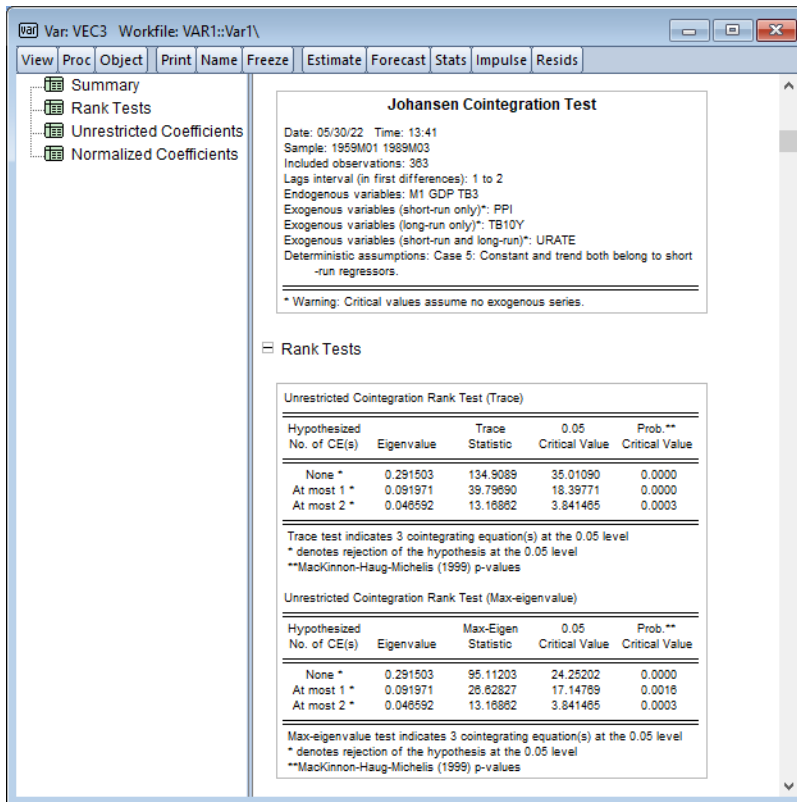 Var: VEC3 Workfile: VAR1::Var1\
View Proc Object Print Name Freeze Estimate Forecast Stats Impulse Resids
Summary
Rank Tests
Unrestricted Coefficients
Normalized Coefficients
Johansen Cointegration Test
Date: 05/30/22 Time: 13:41
Sample: 1959M01 1989M03
Included observations: 363
Lags interval (in first differences): 1 to 2
Endogenous variables: M1 GDP TB3
Exogenous variables (short-run only)*: PPI
Exogenous variables (long-run only)*: TB10Y
Exogenous variables (short-run and long-run)*: URATE
Deterministic assumptions: Case 5: Constant and trend both belong to short
-run regressors.
* Warning: Critical values assume no exogenous series.
Rank Tests
Unrestricted Cointegration Rank Test (Trace)
Hypothesized Trace 0.05 Prob.**
No. of CE(s) Eigenvalue Statistic Critical Value Critical Value
None * 0.291503 134.9089 35.01090 0.0000
At most 1 * 0.091971 39.79690 18.39771 0.0000
At most 2 * 0.046592 13.16862 3.841465 0.0003
Trace test indicates 3 cointegrating equation(s) at the 0.05 level
* denotes rejection of the hypothesis at the 0.05 level
**MacKinnon-Haug-Michelis (1999) p-values
Unrestricted Cointegration Rank Test (Max-eigenvalue)
Hypothesized Max-Eigen 0.05 Prob.**
No. of CE(s) Eigenvalue Statistic Critical Value Critical Value
None * 0.291503 95.11203 24.25202 0.0000
At most 1 * 0.091971 26.62827 17.14769 0.0016
At most 2 * 0.046592 13.16862 3.841465 0.0003
Max-eigenvalue test indicates 3 cointegrating equation(s) at the 0.05 level
* denotes rejection of the hypothesis at the 0.05 level
**MacKinnon-Haug-Michelis (1999) p-values